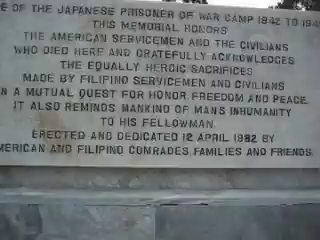 E OF THE JAPANESE PRISONER OF WAR CAMP 1942 TO 194
THIS MEMORIAL HONORS
THE AMERICAN SERVICEMEN AND THE CIVILIANS
WHO DIED HERE AND GRATEFULLY ACKNOWLEDGES
THE EQUALLY HEROIC SACRIFICES
MADE BY FILIPINO SERVICEMEN AND CIVILIANS
N A MUTUAL QUEST FOR HONOR, FREEDOM AND PEACE.
IT ALSO REMINDS MANKIND OF MAN'S INHUMANITY
TO HIS FELLOWMAN.
ERECTED AND DEDICATED 12 APRIL 1982 BY
MERICAN AND FILIPINO COMRADES, FAMILIES AND FRIENDS.